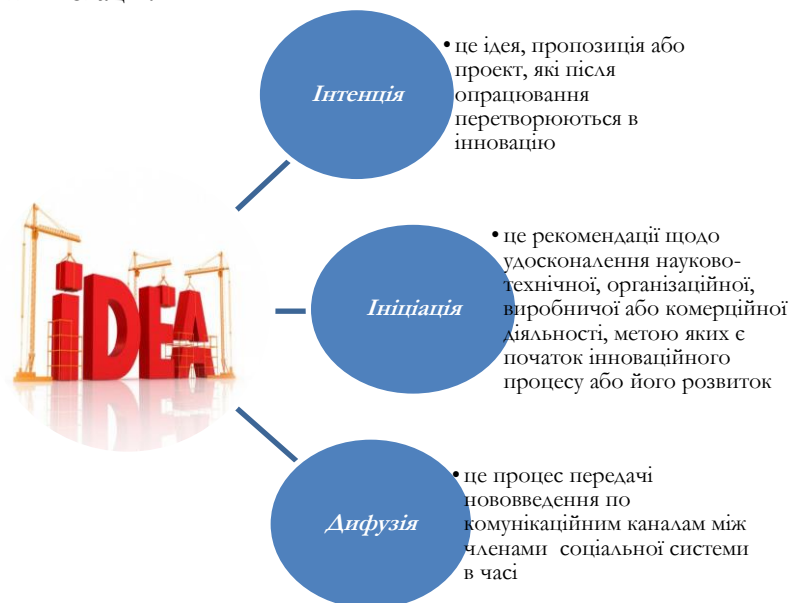 Інтенція
• це ідея, пропозиція або
проект, які після
опрацювання
перетворюються в
інновацію
iDEA
Ініціація
• це рекомендації щодо
удосконалення науково-
технічної, організаційної,
виробничої або комерційної
діяльності, метою яких є
початок інноваційного
процесу або його розвиток
Дифузія
• це процес передачі
нововведення по
комунікаційним каналам між
членами соціальної системи
в часі